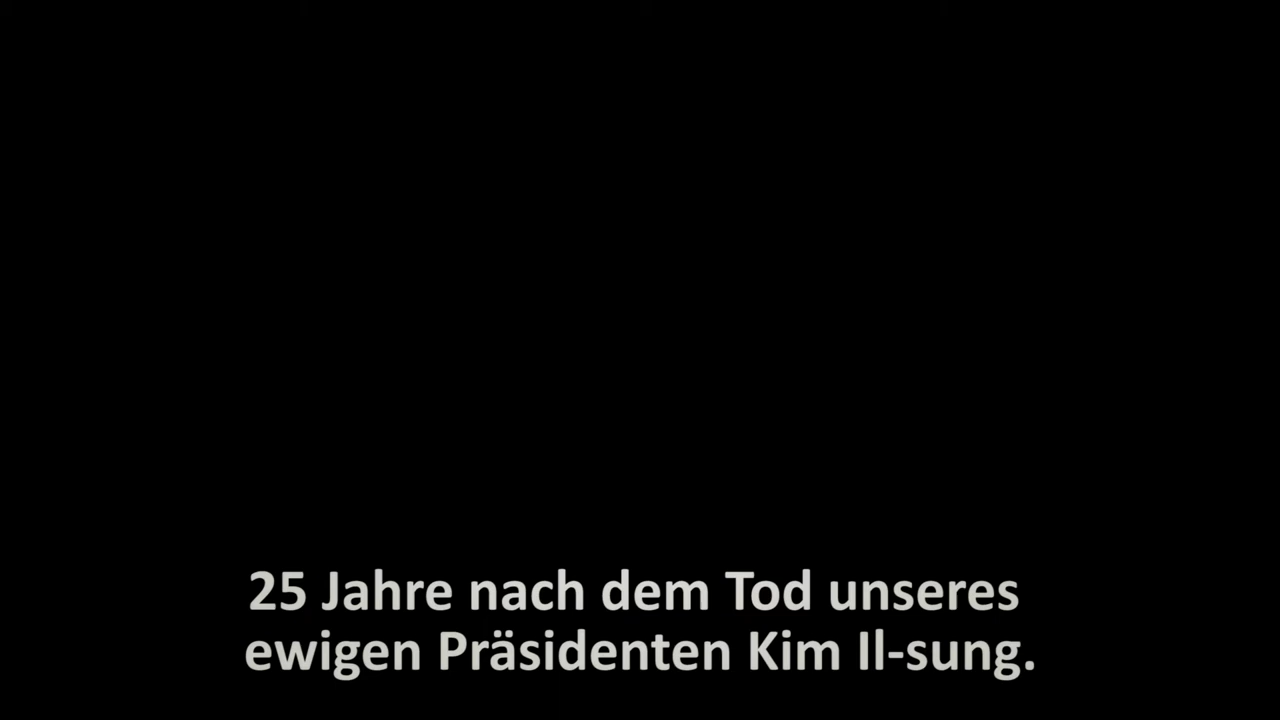 25 Jahre nach dem Tod unseres
ewigen Präsidenten Kim Il-sung.